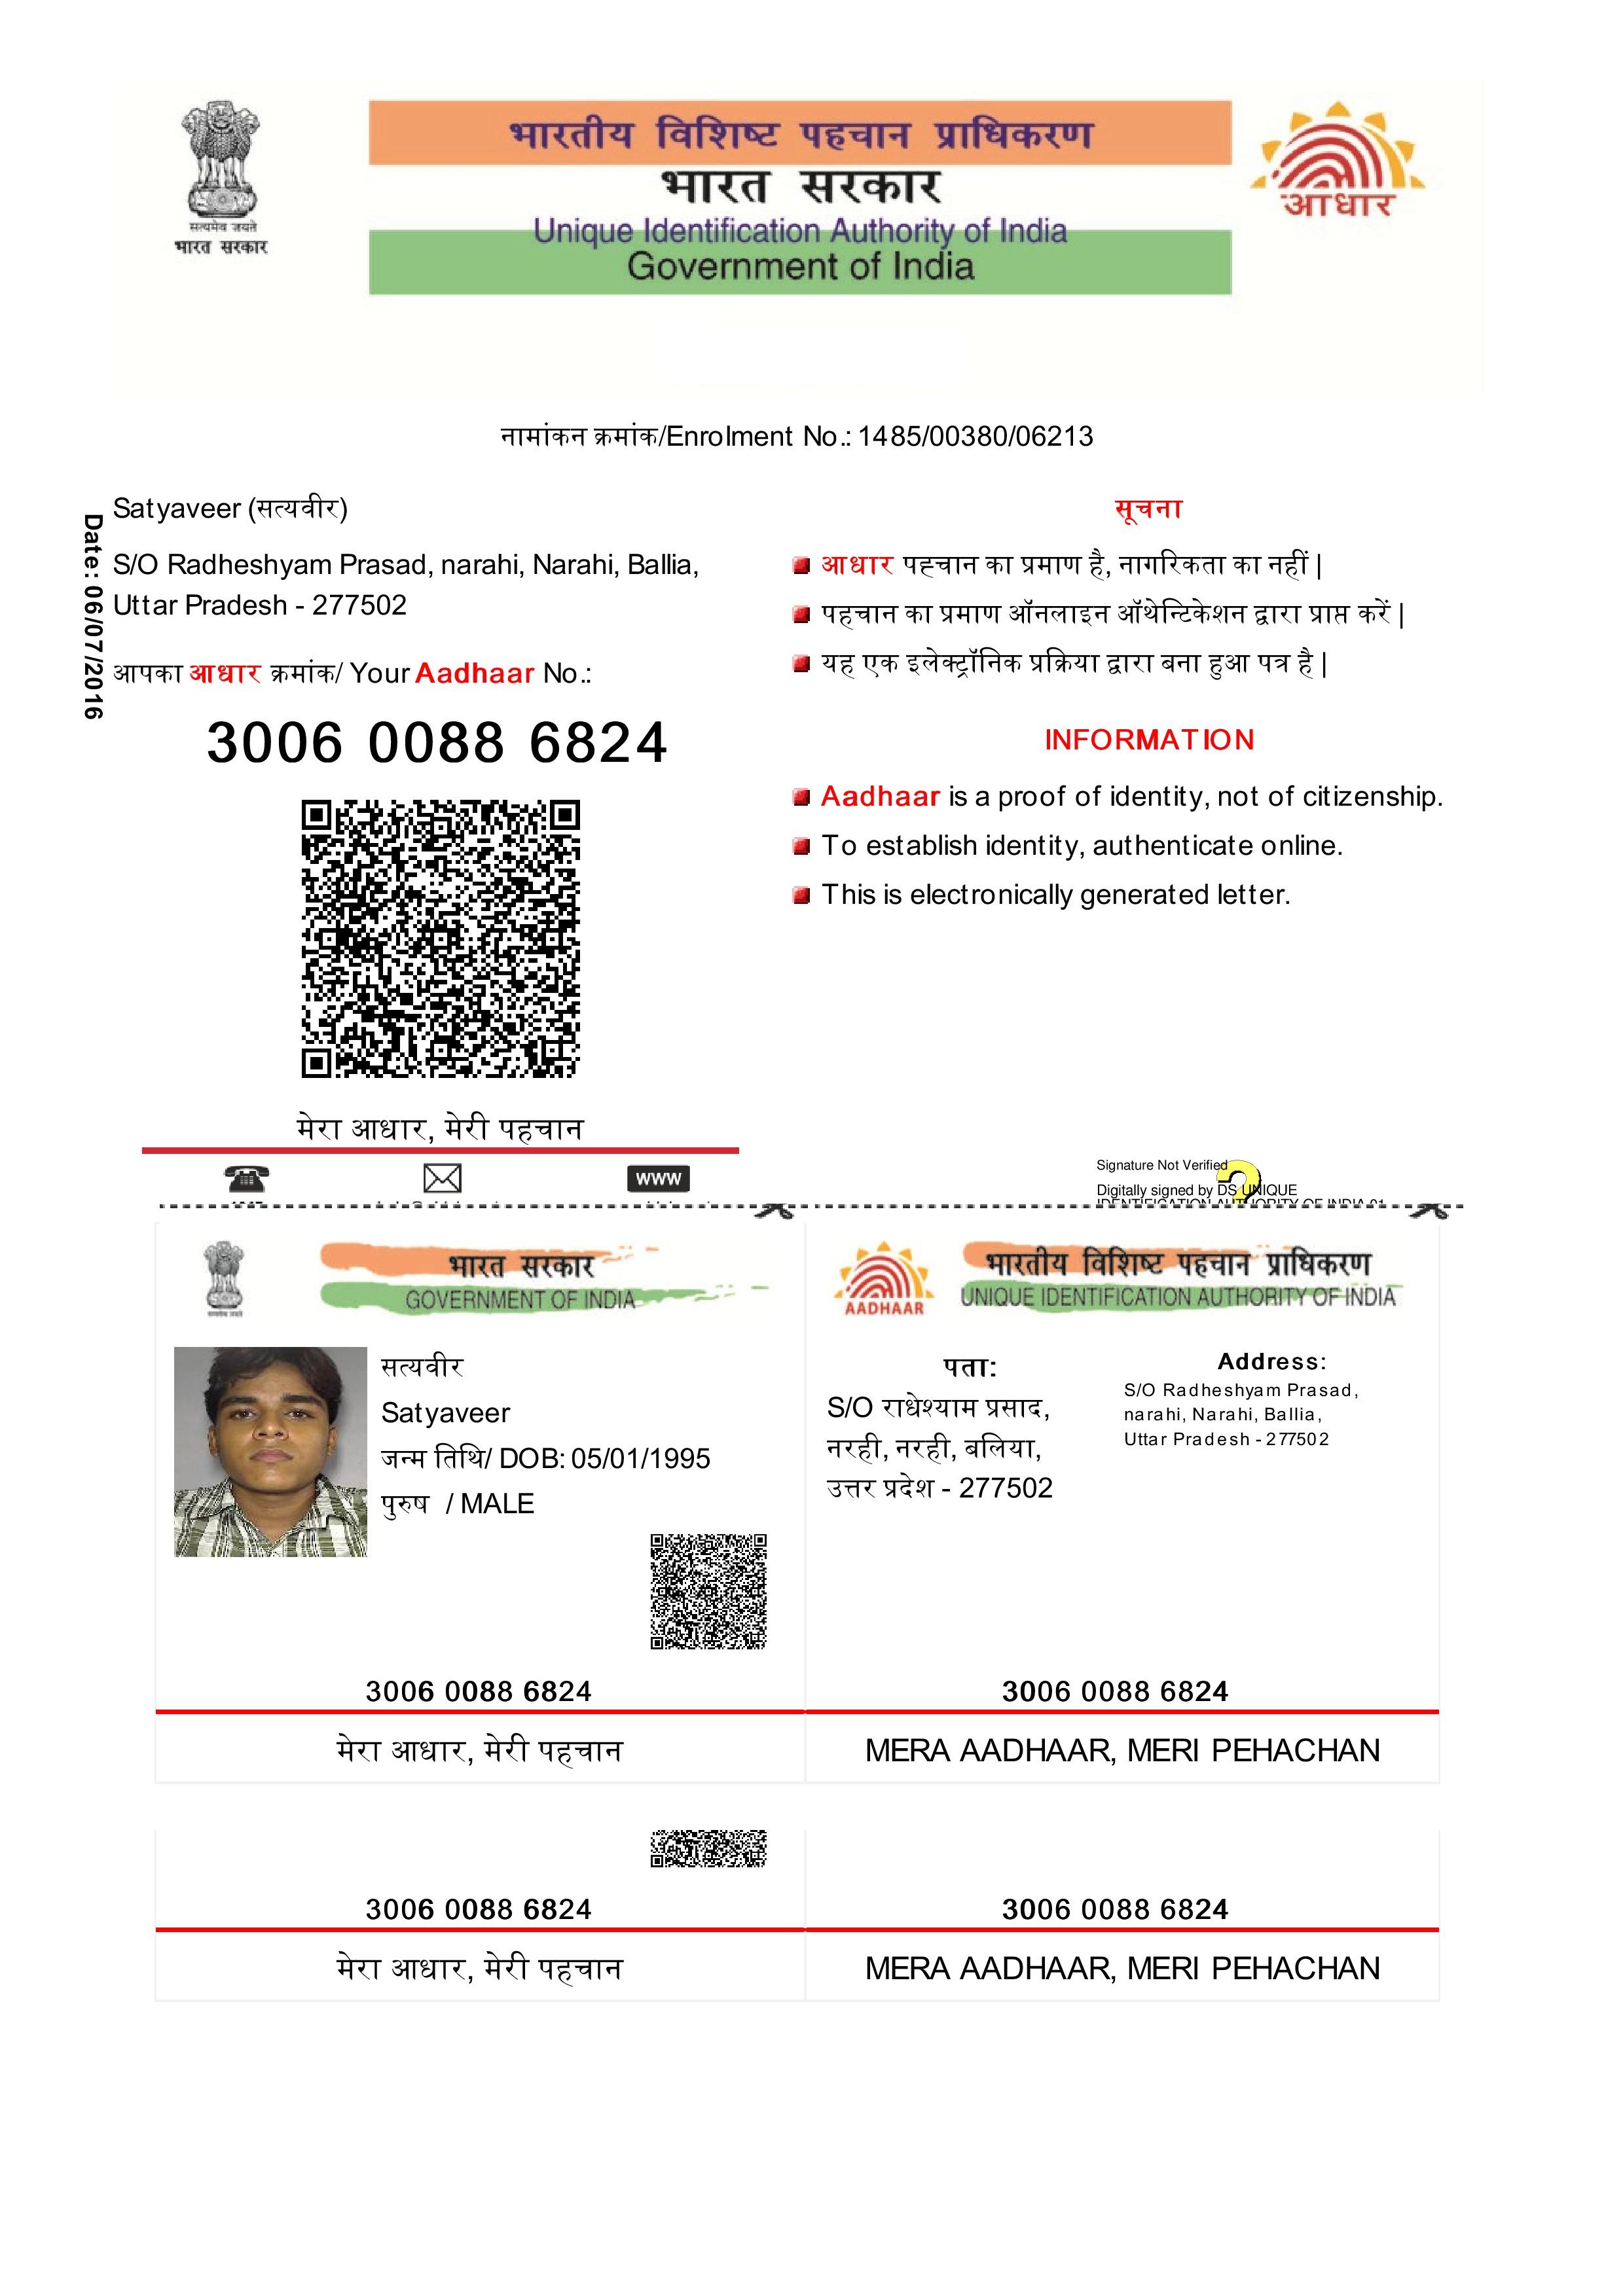 भारतीय विशिष्ट पहचान प्राधिकरण
भारत सरकार
Unique Identification Authority of India
Government of India
सत्यमेव जयते
भारत सरकार
आधार
नामांकन क्रमांक/Enrolment No.: 1485/00380/06213
Date: 06/07/2016
Satyaveer (सत्यवीर)
S/O Radheshyam Prasad, narahi, Narahi, Ballia,
Uttar Pradesh - 277502
आपका आधार क्रमांक/ Your Aadhaar No.:
3006 0088 6824
मेरा आधार, मेरी पहचान
WWW
सूचना
आधार पहचान का प्रमाण है, नागरिकता का नहीं |
पहचान का प्रमाण ऑनलाइन ऑथेन्टिकेशन द्वारा प्राप्त करें |
यह एक इलेक्ट्रॉनिक प्रक्रिया द्वारा बना हुआ पत्र है |
INFORMATION
Aadhaar is a proof of identity, not of citizenship.
To establish identity, authenticate online.
This is electronically generated letter.
Signature Not Verified
Digitally signed by DS UNIQUE
IDENTIFICATION AUTHORITY OF INDIA 01
भारत सरकार
GOVERNMENT OF INDIA
सत्यवीर
Satyaveer
जन्म तिथि/ DOB: 05/01/1995
पुरुष / MALE
3006 0088 6824
मेरा आधार, मेरी पहचान
AADHAAR
भारतीय विशिष्ट पहचान प्राधिकरण
UNIQUE IDENTIFICATION AUTHORITY OF INDIA
पता:
S/O राधेश्याम प्रसाद,
नरही, नरही, बलिया,
उत्तर प्रदेश - 277502
Address:
S/O Radheshyam Prasad,
narahi, Narahi, Ballia,
Uttar Pradesh - 277502
3006 0088 6824
MERA AADHAAR, MERI PEHACHAN
3006 0088 6824
मेरा आधार, मेरी पहचान
3006 0088 6824
MERA AADHAAR, MERI PEHACHAN